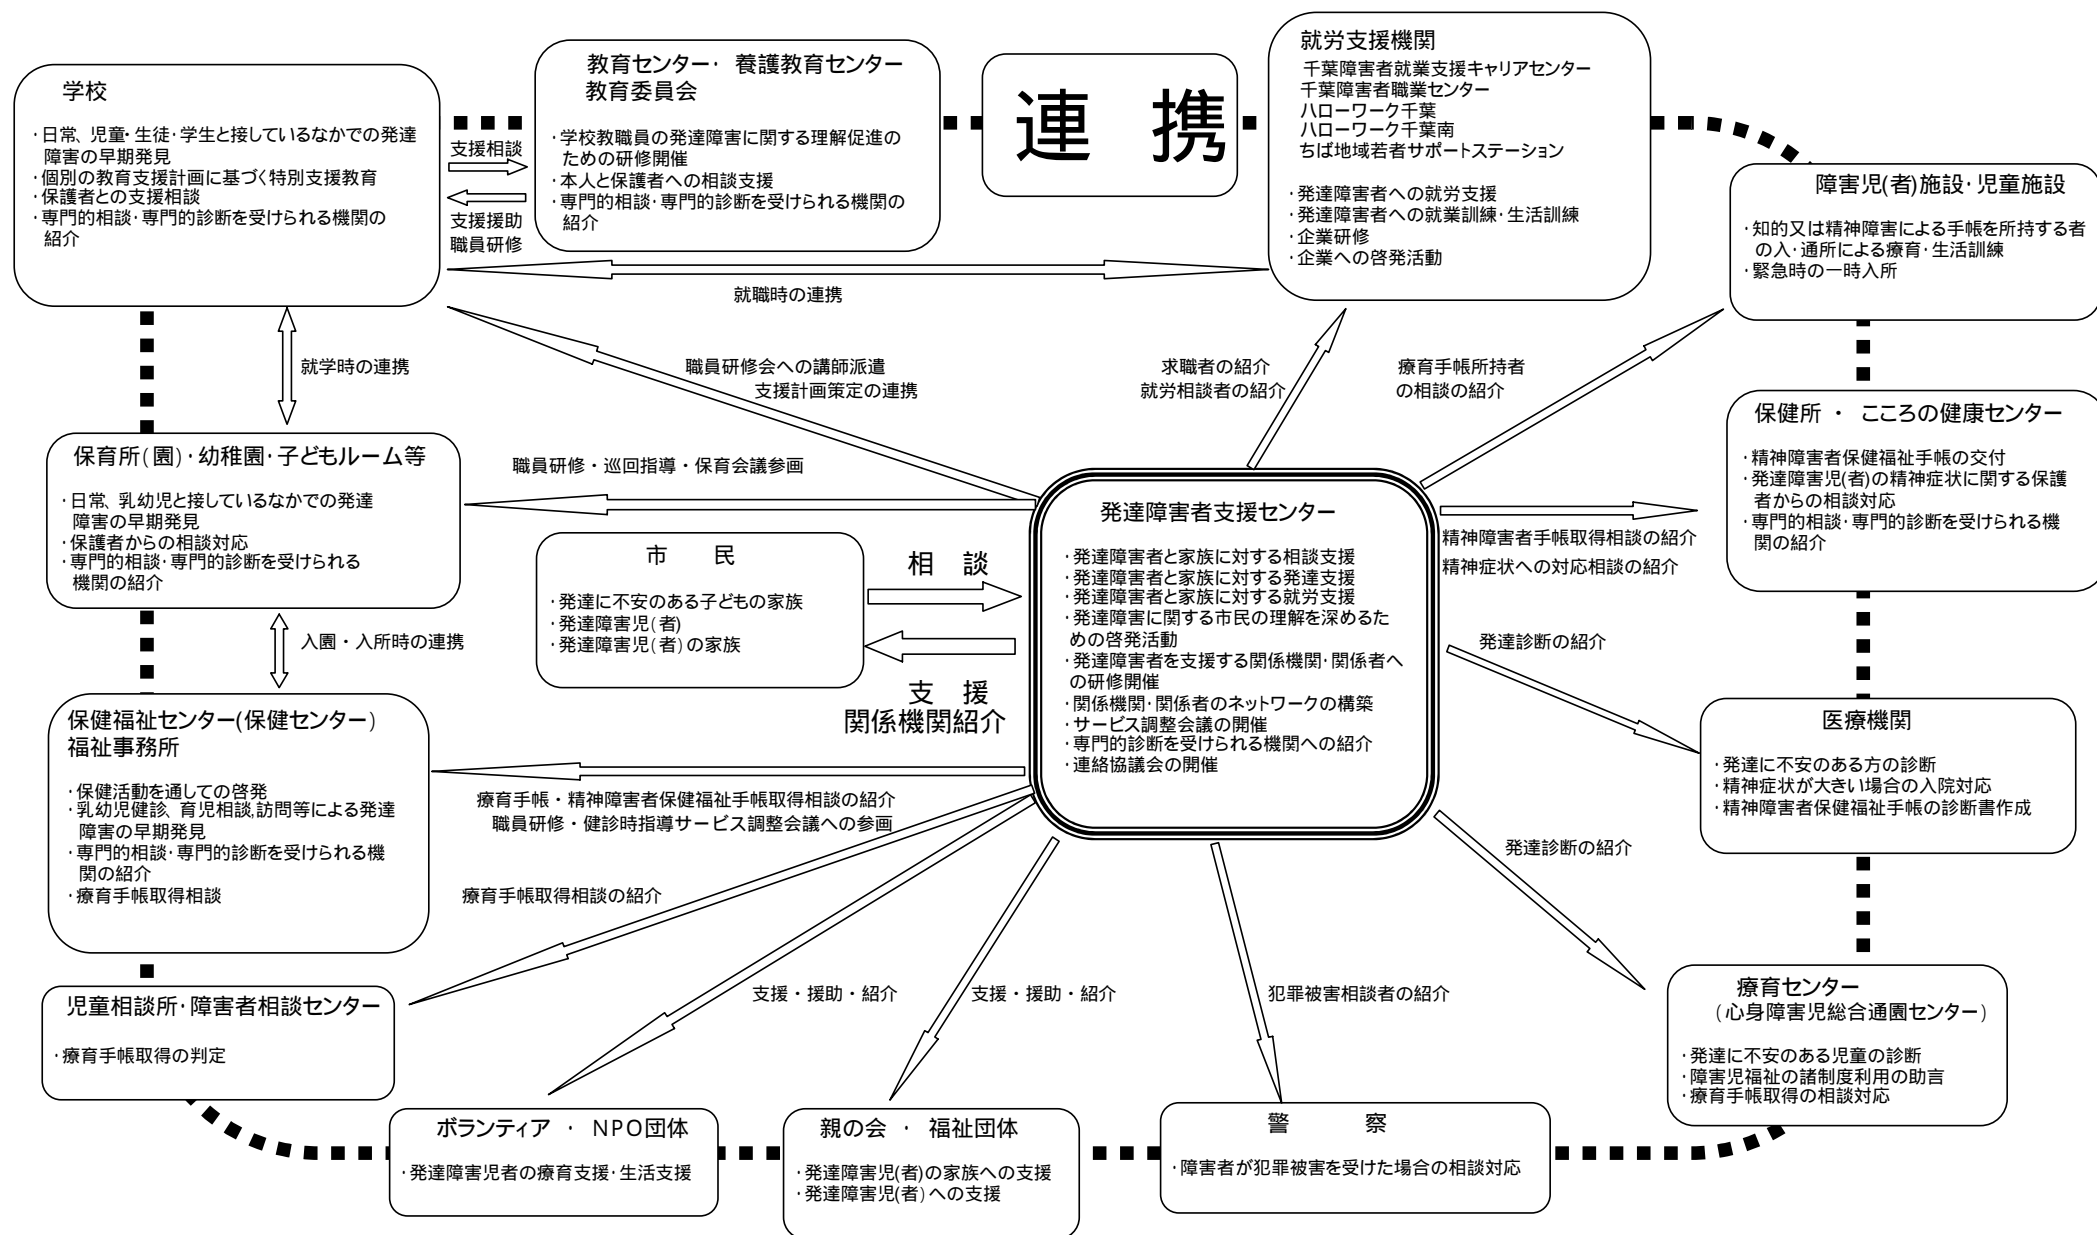 学校
･日常、児童･生徒･学生と接しているなかでの発達
障害の早期発見
･個別の教育支援計画に基づく特別支援教育
･保護者との支援相談
･専門的相談･専門的診断を受けられる機関の
紹介
支援相談
支援援助
職員研修
教育センター･ 養護教育センター
教育委員会
･学校教職員の発達障害に関する理解促進の
ための研修開催
･本人と保護者への相談支援
･専門的相談･専門的診断を受けられる機関の
紹介
連 携
就労支援機関
千葉障害者就業支援キャリアセンター
千葉障害者職業センター
ハローワーク千葉
ハローワーク千葉南
ちば地域若者サポートステーション
･発達障害者への就労支援
･発達障害者への就業訓練･生活訓練
･企業研修
･企業への啓発活動
障害児(者)施設･児童施設
･知的又は精神障害による手帳を所持する者
の入･通所による療育･生活訓練
･緊急時の一時入所
就職時の連携
就学時の連携
職員研修会への講師派遣
支援計画策定の連携
求職者の紹介
就労相談者の紹介
療育手帳所持者
の相談の紹介
保健所 ・ こころの健康センター
･精神障害者保健福祉手帳の交付
･発達障害児(者)の精神症状に関する保護
者からの相談対応
･専門的相談･専門的診断を受けられる機
関の紹介
保育所(園)･幼稚園･子どもルーム等
･日常、乳幼児と接しているなかでの発達
障害の早期発見
･保護者からの相談対応
･専門的相談･専門的診断を受けられる
機関の紹介
職員研修・巡回指導・保育会議参画
市 民
･発達に不安のある子どもの家族
･発達障害児(者)
･発達障害児(者)の家族
相 談
支 援
関係機関紹介
発達障害者支援センター
･発達障害者と家族に対する相談支援
･発達障害者と家族に対する発達支援
･発達障害者と家族に対する就労支援
･発達障害に関する市民の理解を深めるた
めの啓発活動
･発達障害者を支援する関係機関･関係者へ
の研修開催
･関係機関･関係者のネットワークの構築
･サービス調整会議の開催
･専門的診断を受けられる機関への紹介
･連絡協議会の開催
精神障害者手帳取得相談の紹介
精神症状への対応相談の紹介
発達診断の紹介
入園・入所時の連携
保健福祉センター(保健センター)
福祉事務所
･保健活動を通しての啓発
･乳幼児健診、育児相談,訪問等による発達
障害の早期発見
･専門的相談･専門的診断を受けられる機
関の紹介
･療育手帳取得相談
療育手帳・精神障害者保健福祉手帳取得相談の紹介
職員研修・健診時指導サービス調整会議への参画
医療機関
･発達に不安のある方の診断
･精神症状が大きい場合の入院対応
･精神障害者保健福祉手帳の診断書作成
発達診断の紹介
療育手帳取得相談の紹介
児童相談所･障害者相談センター
･療育手帳取得の判定
支援・援助・紹介
支援・援助・紹介
犯罪被害相談者の紹介
療育センター
(心身障害児総合通園センター)
･発達に不安のある児童の診断
･障害児福祉の諸制度利用の助言
･療育手帳取得の相談対応
ボランティア ・ NPO団体
･発達障害児者の療育支援･生活支援
親の会 ・ 福祉団体
･発達障害児(者)の家族への支援
･発達障害児(者)への支援
警 察
･障害者が犯罪被害を受けた場合の相談対応